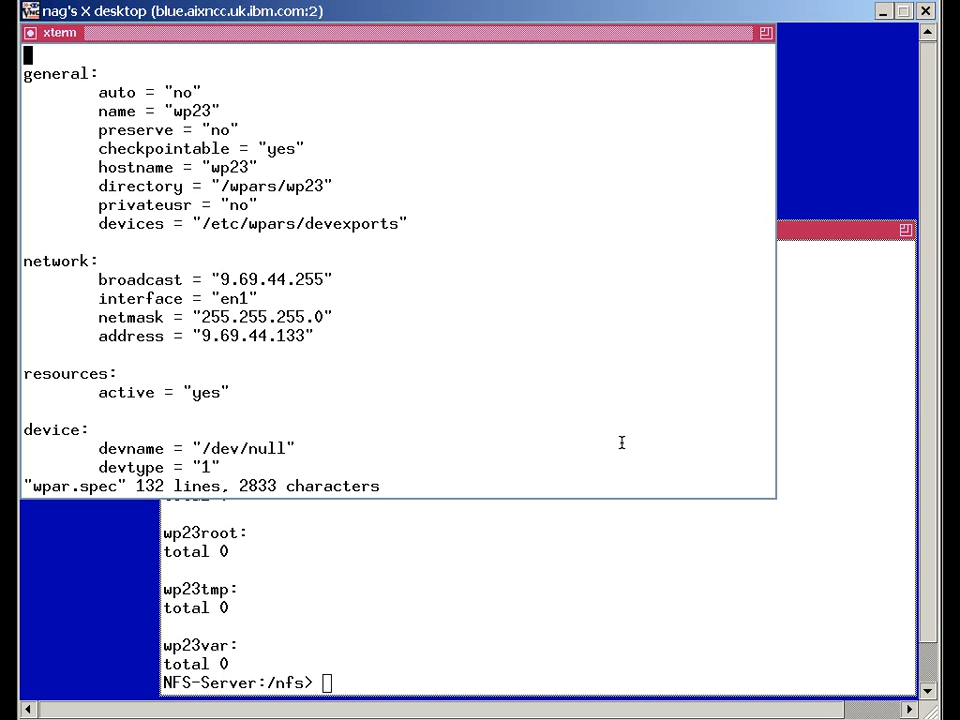 nag's X desktop (blue.aixncc.uk.ibm.com:2)
xterm
general:
auto = "no"
name = "wp23"
preserve = "no"
checkpointable = "yes"
hostname = "wp23"
directory = "/wpars/wp23"
privateusr = "no"
devices = "/etc/wpars/devexports"
network:
broadcast = "9.69.44.255"
interface = "en1"
netmask = "255.255.255.0"
address = "9.69.44.133"
resources:
active = "yes"
device:
devname = "/dev/null"
devtype = "1"
"wpar.spec" 132 lines, 2833 characters
wp23root:
total 0
wp23tmp:
total 0
wp23var:
total 0
NFS-Server:/nfs>